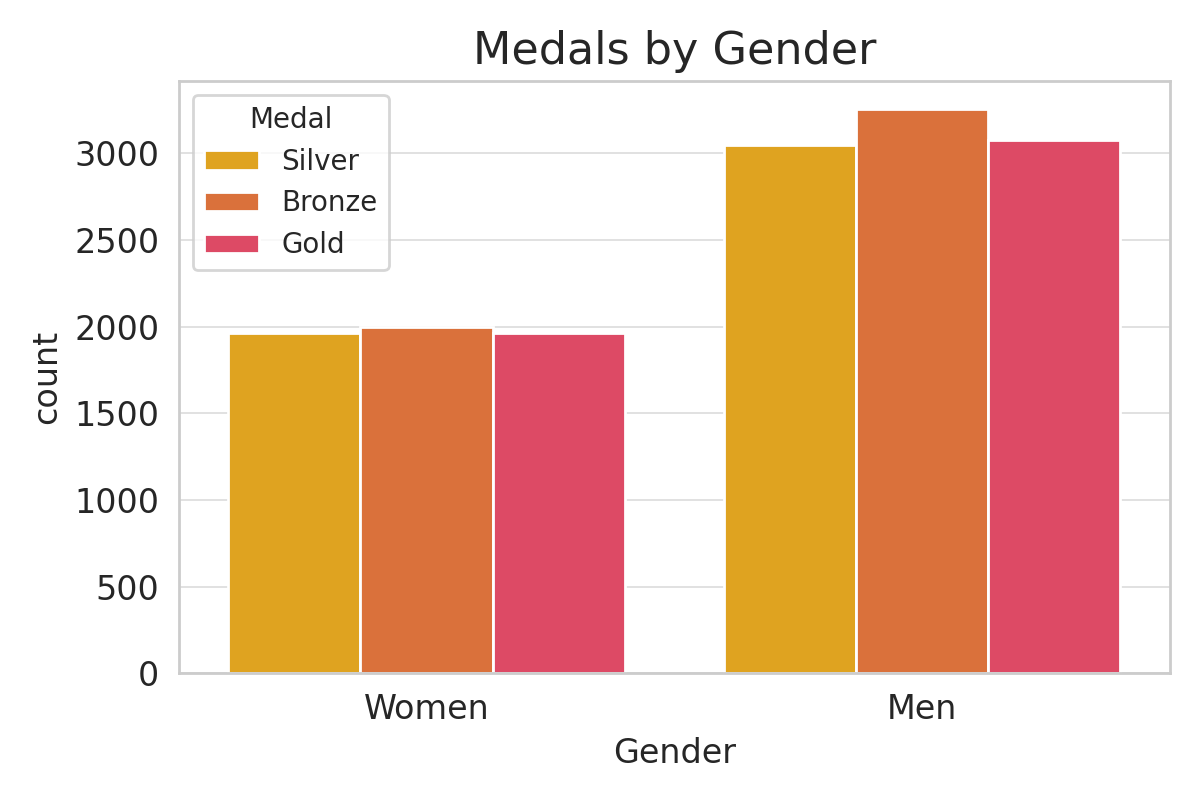 Medals by Gender
Medal
Silver
Bronze
Gold
3000
2500
2000
1500
1000
500
0
count
Women
Men
Gender